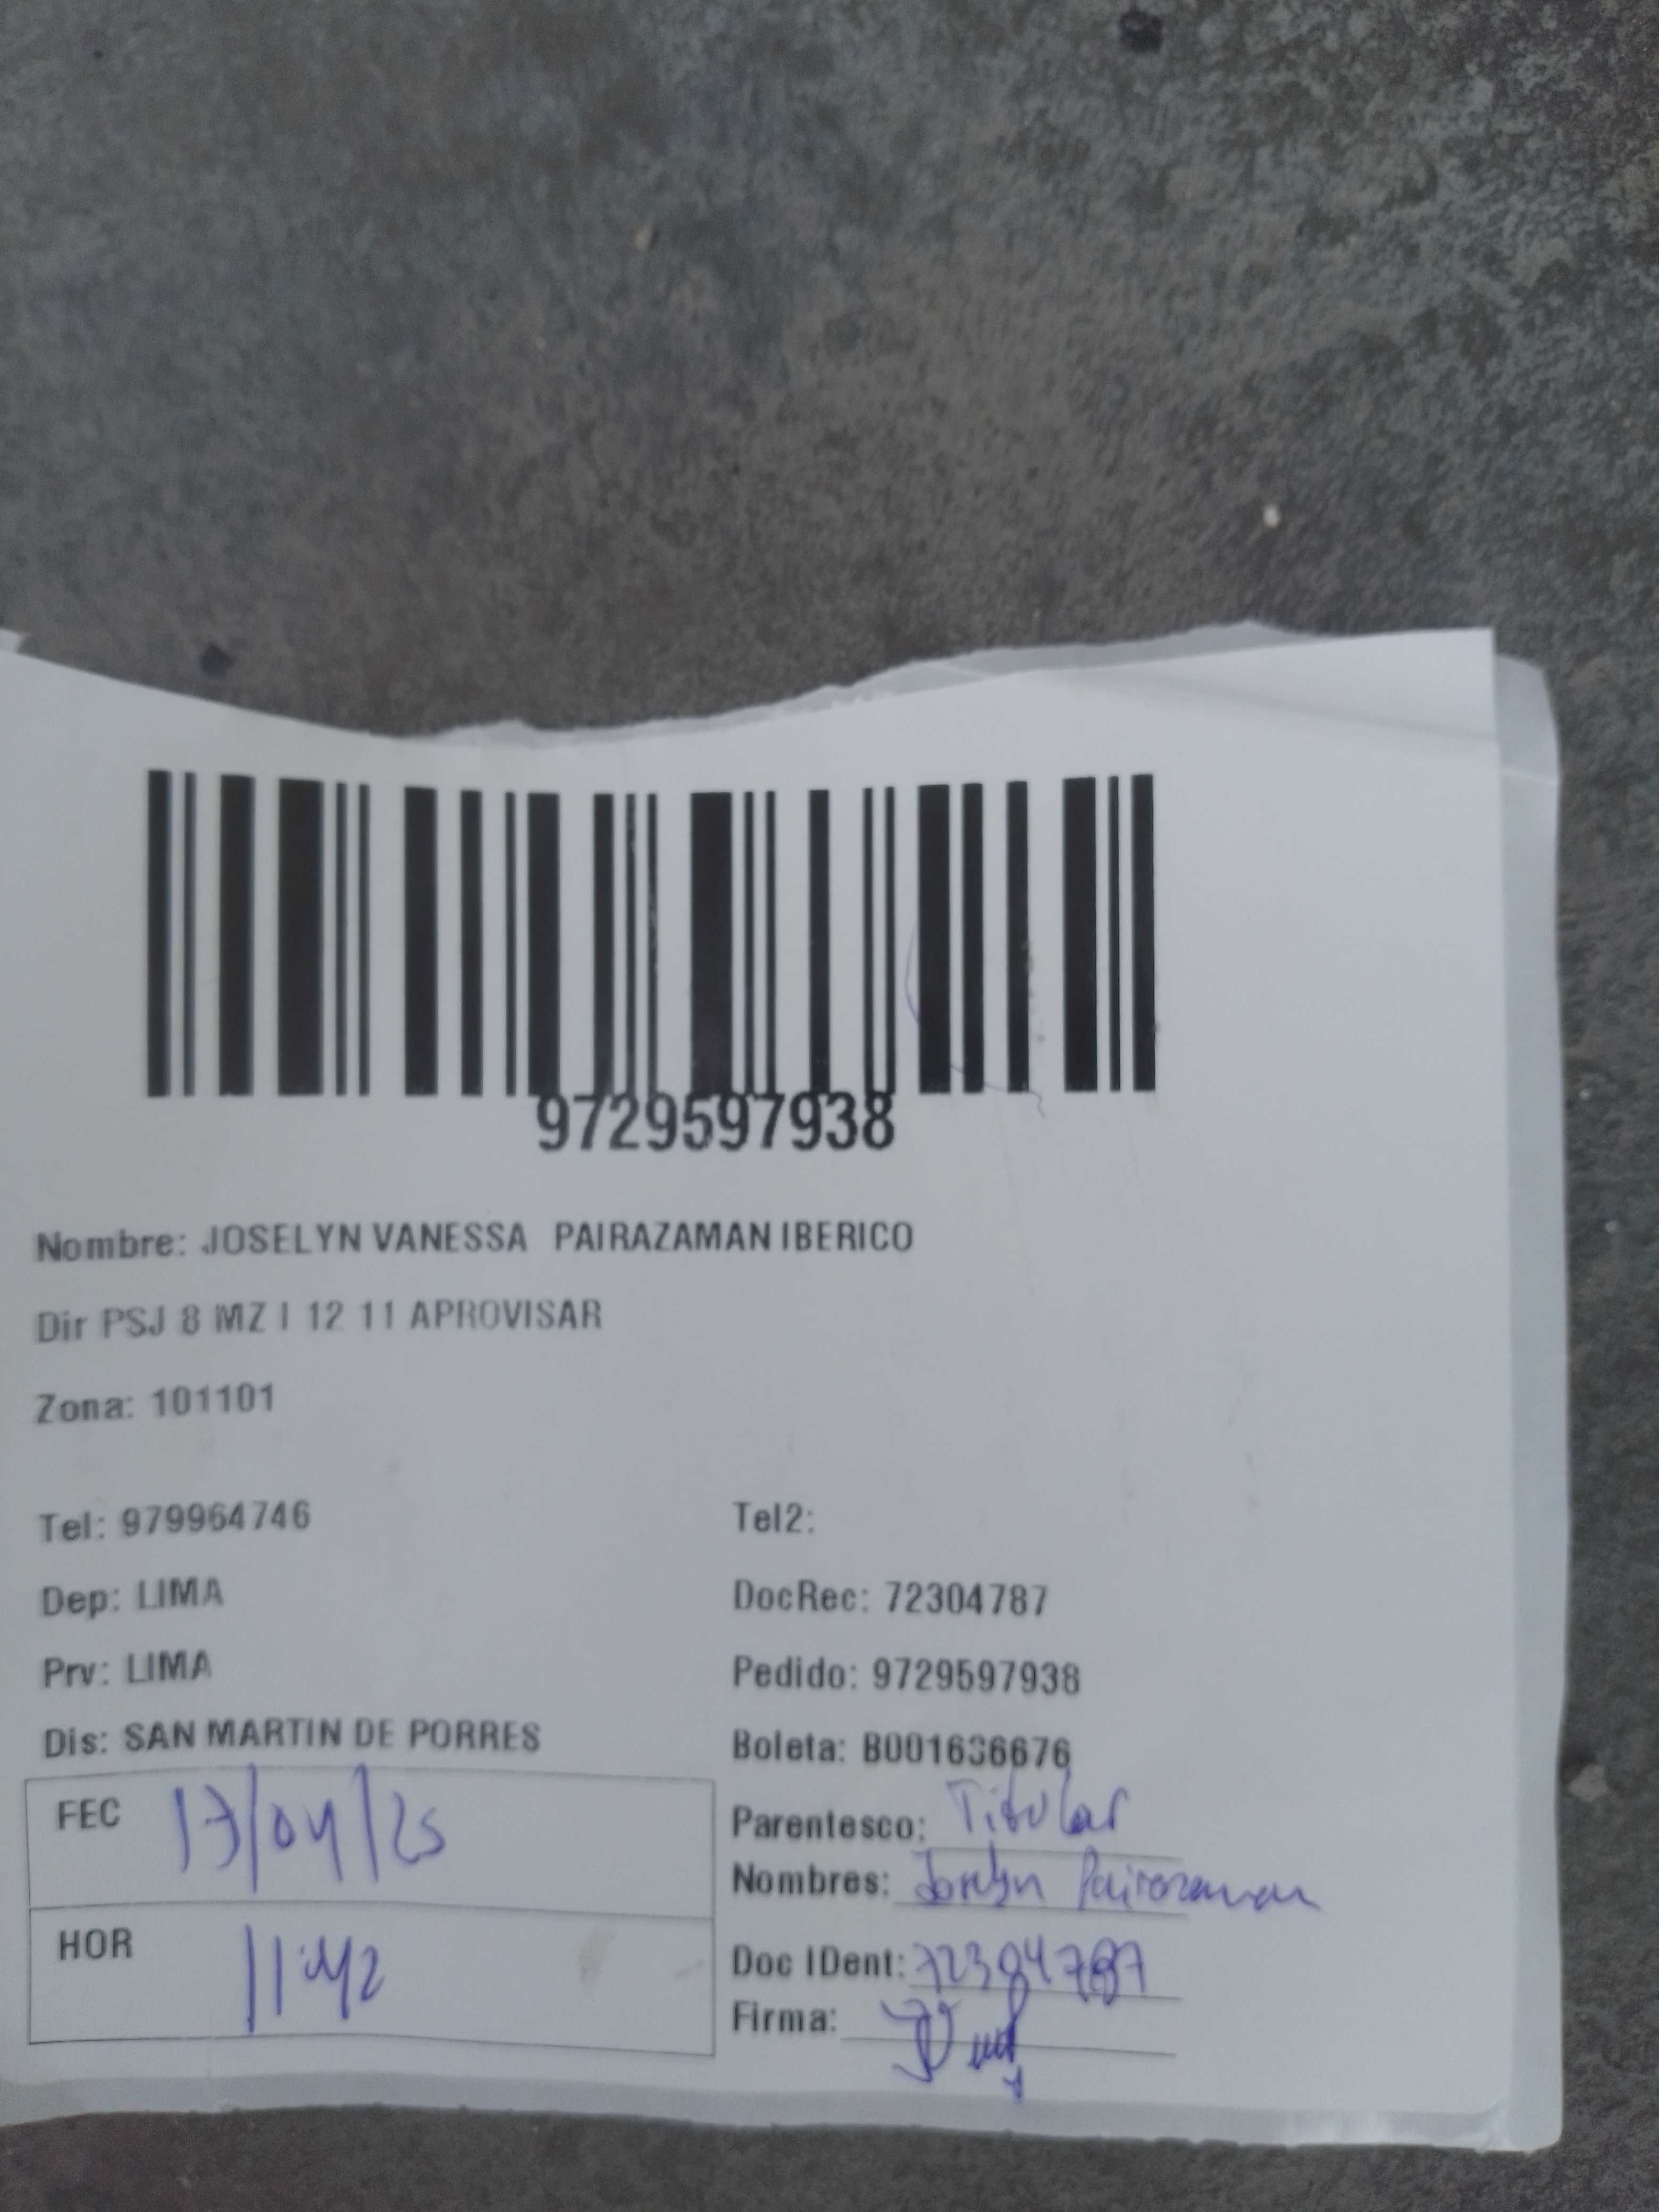 9729597938
Nombre: JOSELYN VANESSA PAIRAZAMAN IBERICO
Dir PSJ 8 MZ I 12 11 APROVISAR
Zona: 101101
Tel: 979964746
Tel2:
Dep: LIMA
DocRec: 72304787
Prv: LIMA
Pedido: 9729597938
Dis: SAN MARTIN DE PORRES
Boleta: B001636676
FEC 17/04/25
Parentesco: Titular
Nombres: Joselyn Pairazaman
HOR 11:42
Doc IDent: 72304787
Firma: